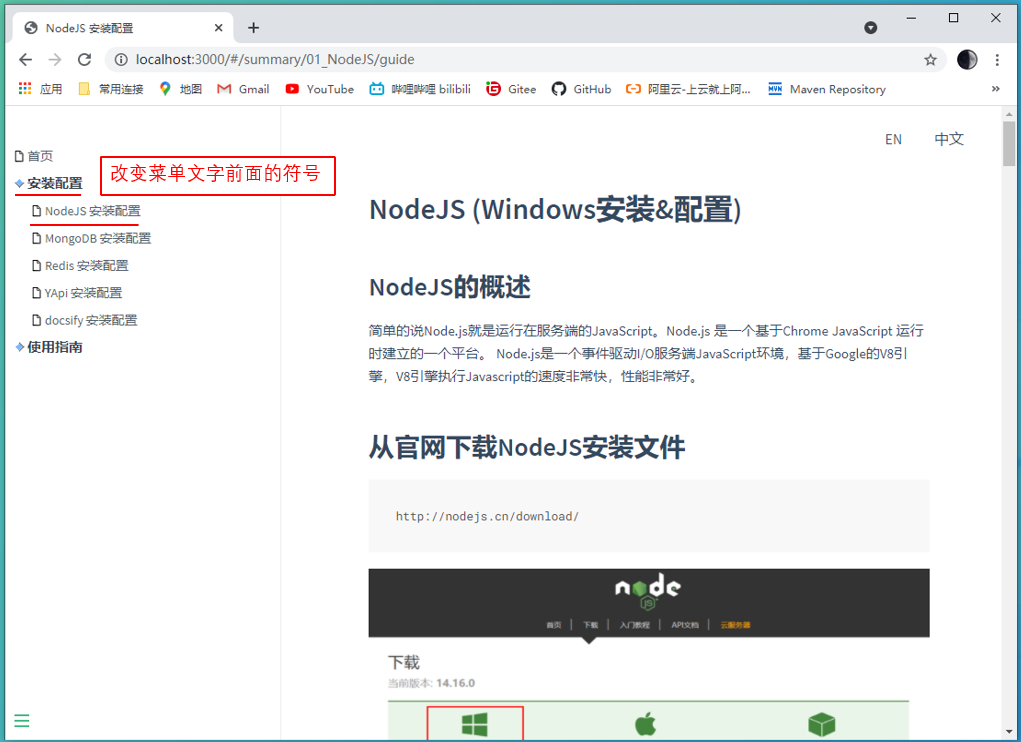 NodeJS 安装配置
localhost:3000/#/summary/01_NodeJS/guide
应用 常用连接 地图 Gmail YouTube 哔哩哔哩 bilibili Gitee GitHub 阿里云-上云就上阿... MVN Maven Repository »
EN 中文
首页
安装配置
改变菜单文字前面的符号
NodeJS 安装配置
MongoDB 安装配置
Redis 安装配置
YApi 安装配置
docsify 安装配置
使用指南
NodeJS (Windows安装&配置)
NodeJS的概述
简单的说Node.js就是运行在服务端的JavaScript。Node.js 是一个基于Chrome JavaScript 运行
时建立的一个平台。 Node.js是一个事件驱动I/O服务端JavaScript环境，基于Google的V8引
擎，V8引擎执行Javascript的速度非常快，性能非常好。
从官网下载NodeJS安装文件
http://nodejs.cn/download/
node
JS
首页 | 下载 | 入门教程 | API文档 | 云服务器
下载
当前版本: 14.16.0